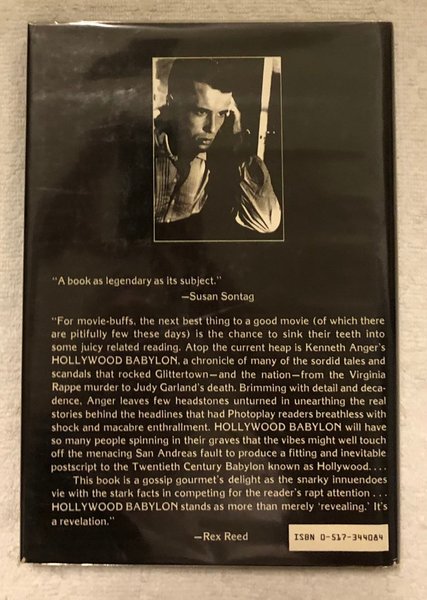 "A book as legendary as its subject."
—Susan Sontag
"For movie-buffs, the next best thing to a good movie (of which there
are pitifully few these days) is the chance to sink their teeth into
some juicy related reading. Atop the current heap is Kenneth Anger's
HOLLYWOOD BABYLON, a chronicle of many of the sordid tales and
scandals that rocked Glittertown—and the nation—from the Virginia
Rappe murder to Judy Garland's death. Brimming with detail and deca-
dence, Anger leaves few headstones unturned in unearthing the real
stories behind the headlines that had Photoplay readers breathless with
shock and macabre enthrallment. HOLLYWOOD BABYLON will have
so many people spinning in their graves that the vibes might well touch
off the menacing San Andreas fault to produce a fitting and inevitable
postscript to the Twentieth Century Babylon known as Hollywood. . . .
This book is a gossip gourmet's delight as the snarky innuendoes
vie with the stark facts in competing for the reader's rapt attention . . .
HOLLYWOOD BABYLON stands as more than merely 'revealing.' It's
a revelation."
—Rex Reed
ISBN 0-517-344084